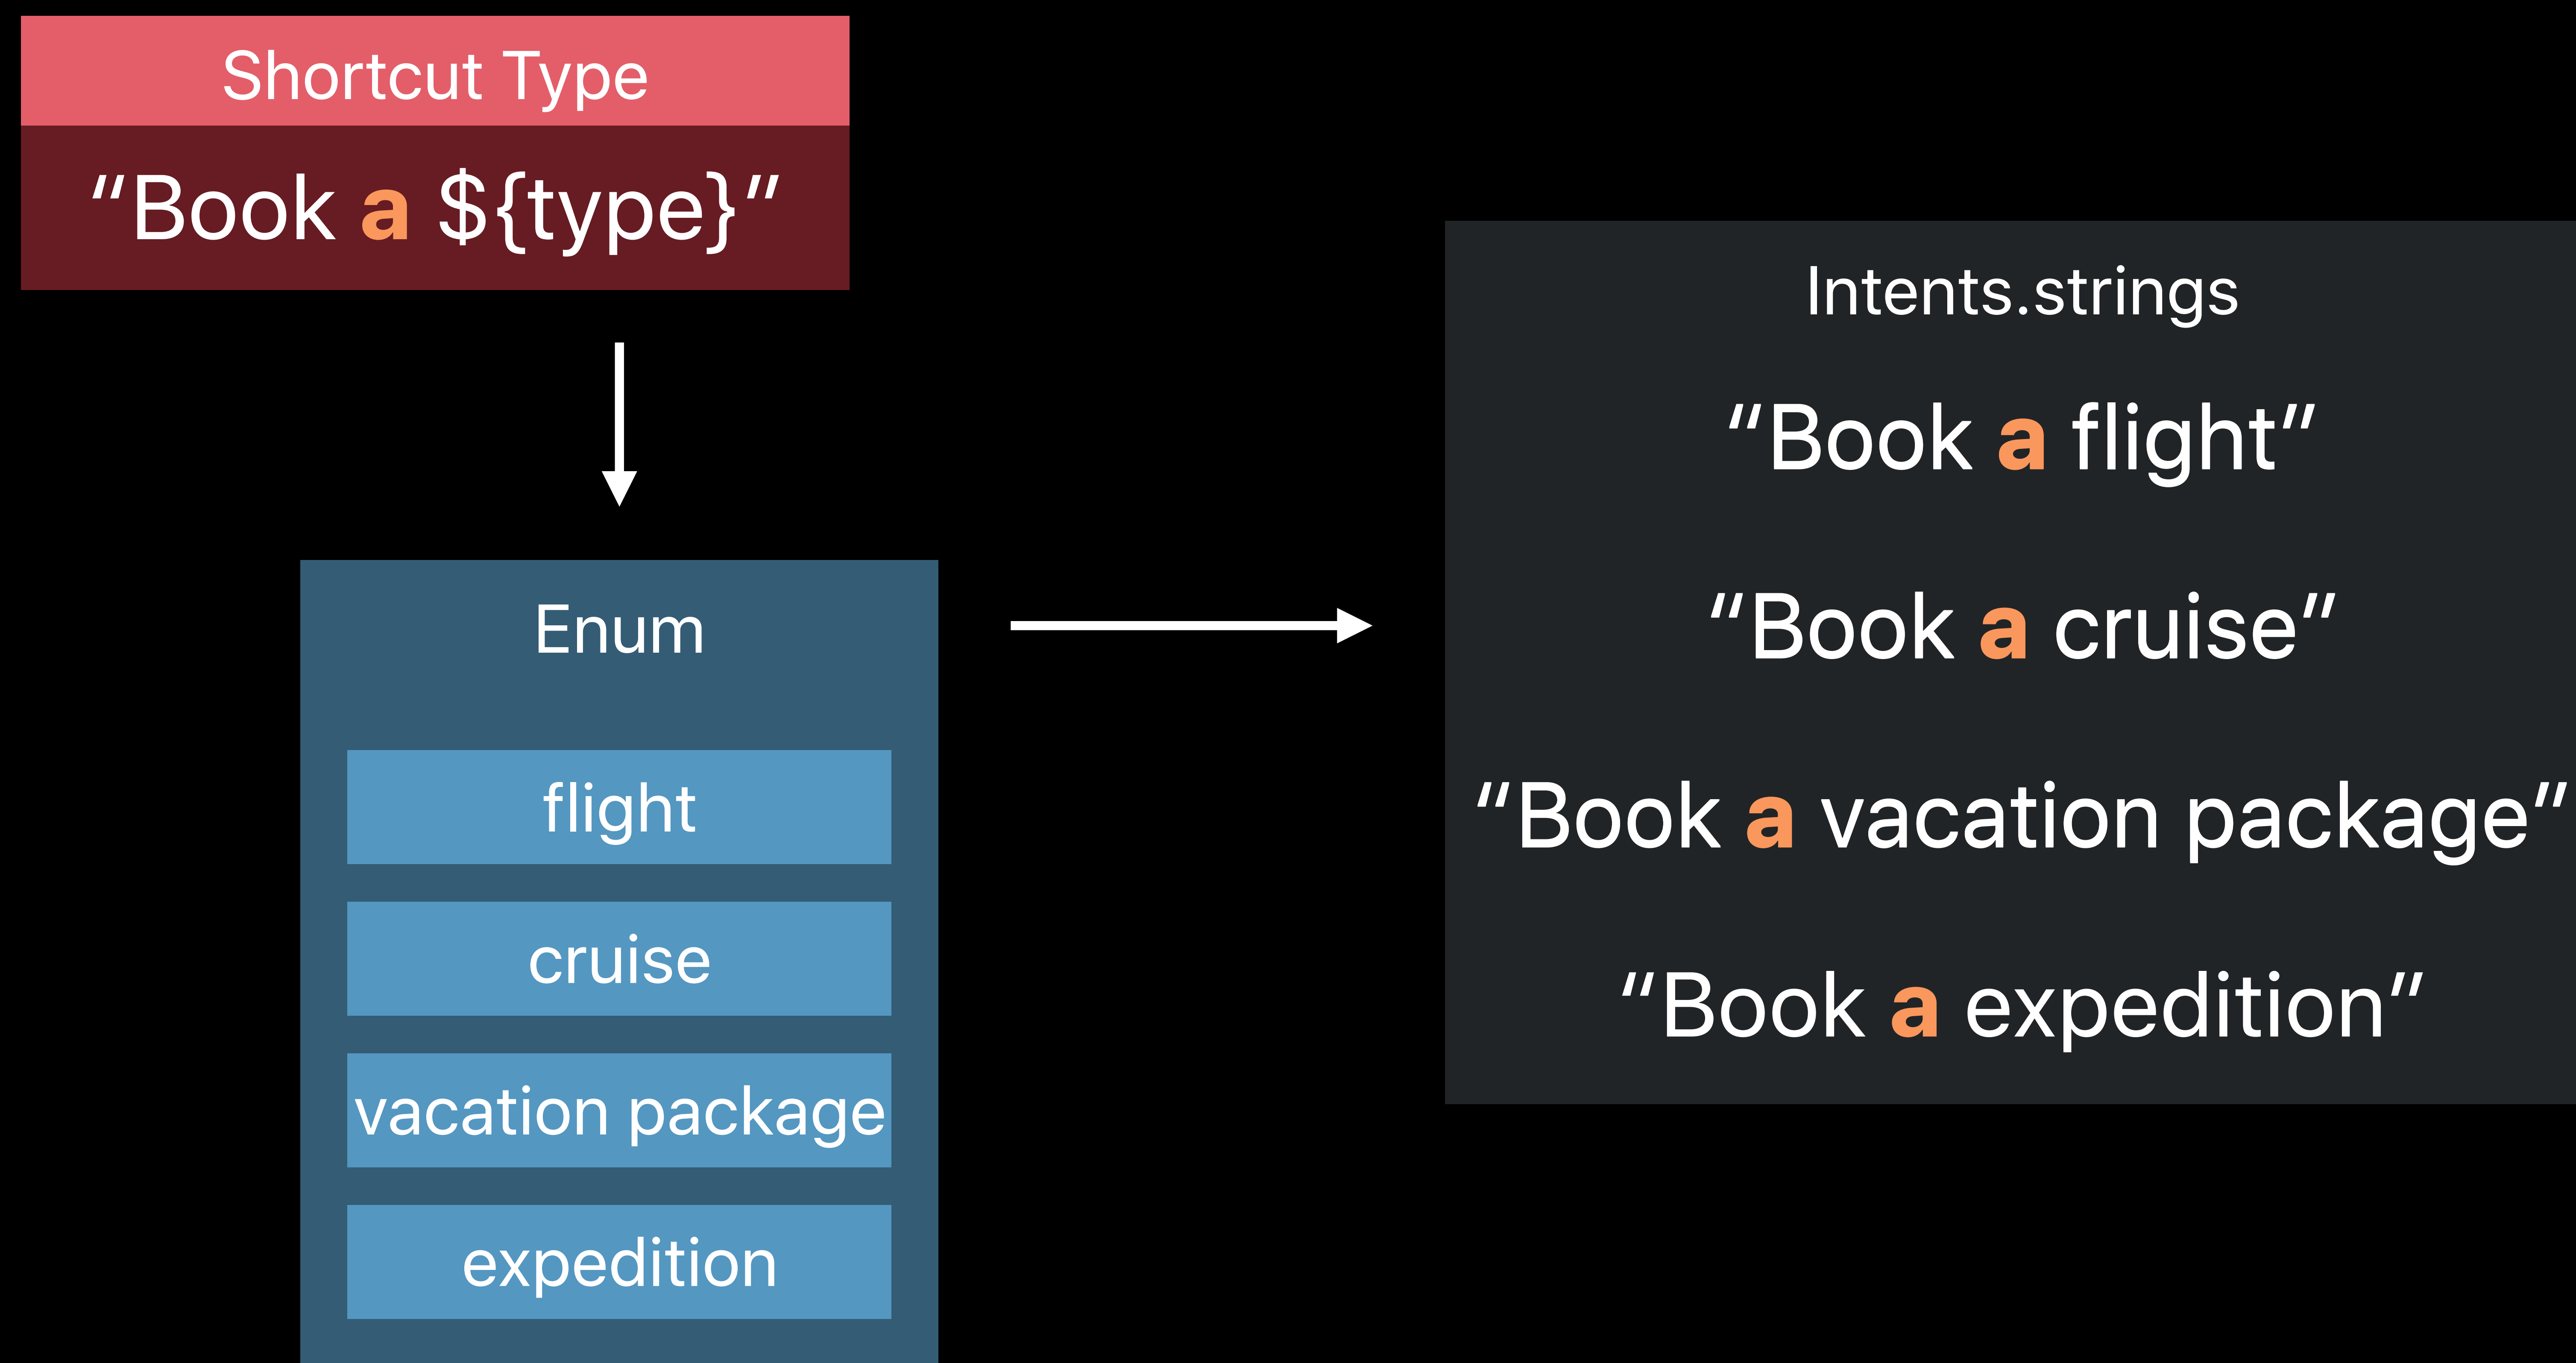 Shortcut Type
“Book a ${type}”
Enum
flight
cruise
vacation package
expedition
Intents.strings
“Book a flight”
“Book a cruise”
“Book a vacation package”
“Book a expedition”